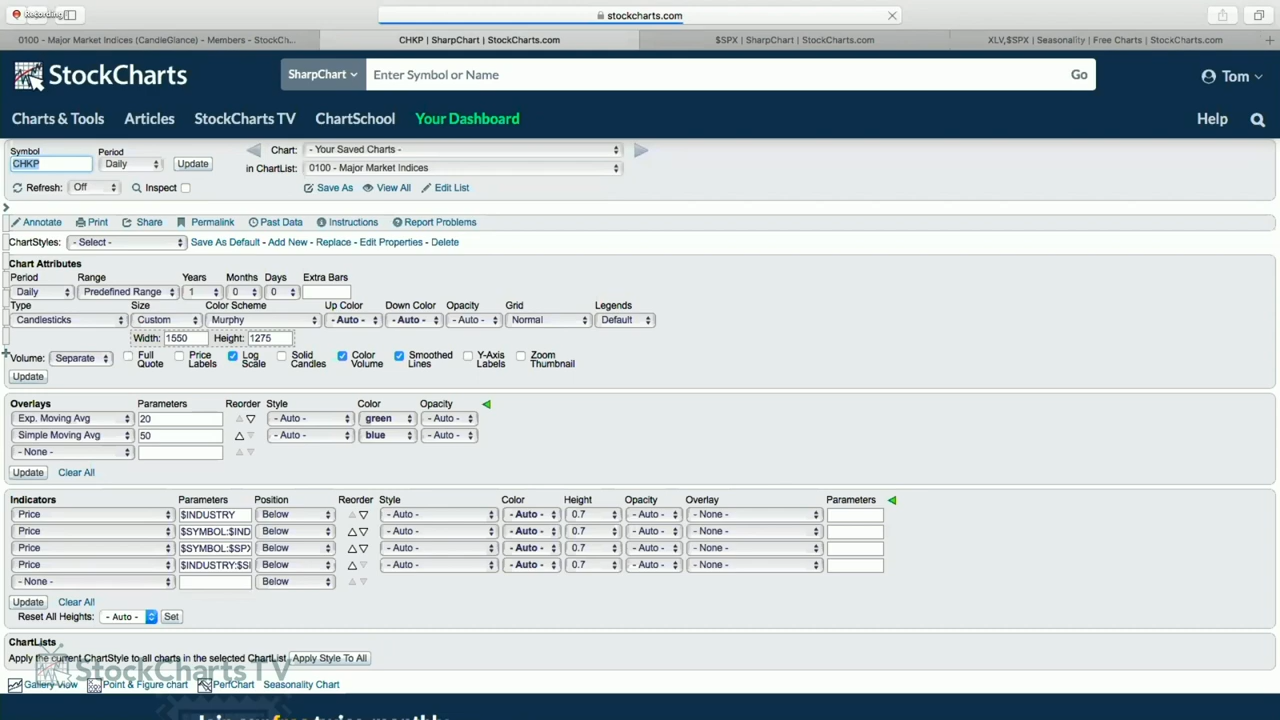 Recording
stockcharts.com
0100 - Major Market Indices (CandleGlance) - Members - StockCh...
CHKP | SharpChart | StockCharts.com
$SPX | SharpChart | StockCharts.com
XLV,$SPX | Seasonality | Free Charts | StockCharts.com
StockCharts
SharpChart
Enter Symbol or Name
Go
Tom
Charts & Tools
Articles
StockCharts TV
ChartSchool
Your Dashboard
Help
Symbol Period
CHKP Daily Update
Chart: - Your Saved Charts -
in ChartList: 0100 - Major Market Indices
Refresh: Off Inspect
Save As View All Edit List
Annotate Print Share Permalink Past Data Instructions Report Problems
ChartStyles: - Select - Save As Default - Add New - Replace - Edit Properties - Delete
Chart Attributes
Period Range Years Months Days Extra Bars
Daily Predefined Range 1 0 0
Type Size Color Scheme Up Color Down Color Opacity Grid Legends
Candlesticks Custom Murphy - Auto - - Auto - - Auto - Normal Default
Width: 1550 Height: 1275
Volume: Separate Full Quote Price Labels Log Scale Solid Candles Color Volume Smoothed Lines Y-Axis Labels Zoom Thumbnail
Update
Overlays Parameters Reorder Style Color Opacity
Exp. Moving Avg 20 - Auto - green - Auto -
Simple Moving Avg 50 - Auto - blue - Auto -
- None -
Update Clear All
Indicators Parameters Position Reorder Style Color Height Opacity Overlay Parameters
Price $INDUSTRY Below - Auto - - Auto - 0.7 - Auto - - None -
Price $SYMBOL:$IND Below - Auto - - Auto - 0.7 - Auto - - None -
Price $SYMBOL:$SPX Below - Auto - - Auto - 0.7 - Auto - - None -
Price $INDUSTRY:$S Below - Auto - - Auto - 0.7 - Auto - - None -
- None - Below
Update Clear All
Reset All Heights: - Auto - Set
ChartLists
Apply the current ChartStyle to all charts in the selected ChartList Apply Style To All
StockCharts TV
Gallery View Point & Figure chart PerfChart Seasonality Chart